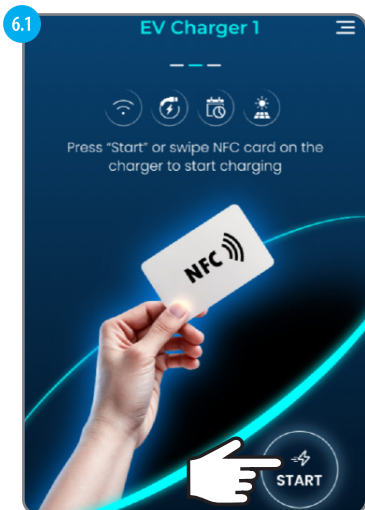 6.1
EV Charger 1
Press "Start" or swipe NFC card on the
charger to start charging
NFC
START